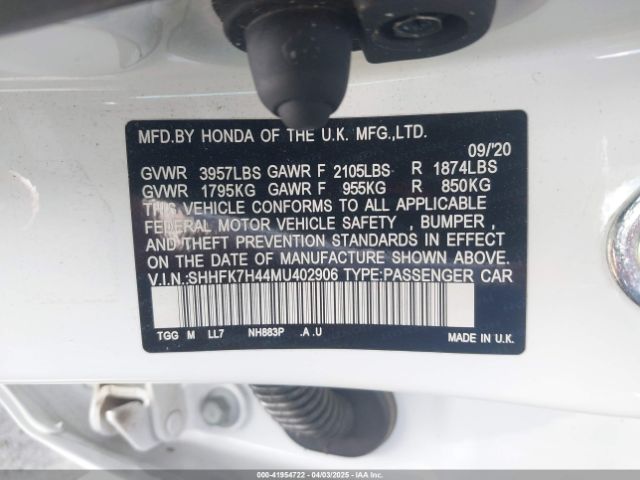 MFD.BY HONDA OF THE U.K. MFG.,LTD.
09/'20
GVWR 3957LBS GAWR F 2105LBS R 1874LBS
GVWR 1795KG GAWR F 955KG R 850KG
THIS VEHICLE CONFORMS TO ALL APPLICABLE
FEDERAL MOTOR VEHICLE SAFETY , BUMPER ,
AND THEFT PREVENTION STANDARDS IN EFFECT
ON THE DATE OF MANUFACTURE SHOWN ABOVE.
V.I.N.:SHHFK7H44MU402906 TYPE:PASSENGER CAR
TGG M LL7 NH883P .A .U
MADE IN U.K.
000-41954722 - 04/03/2025 - IAAC